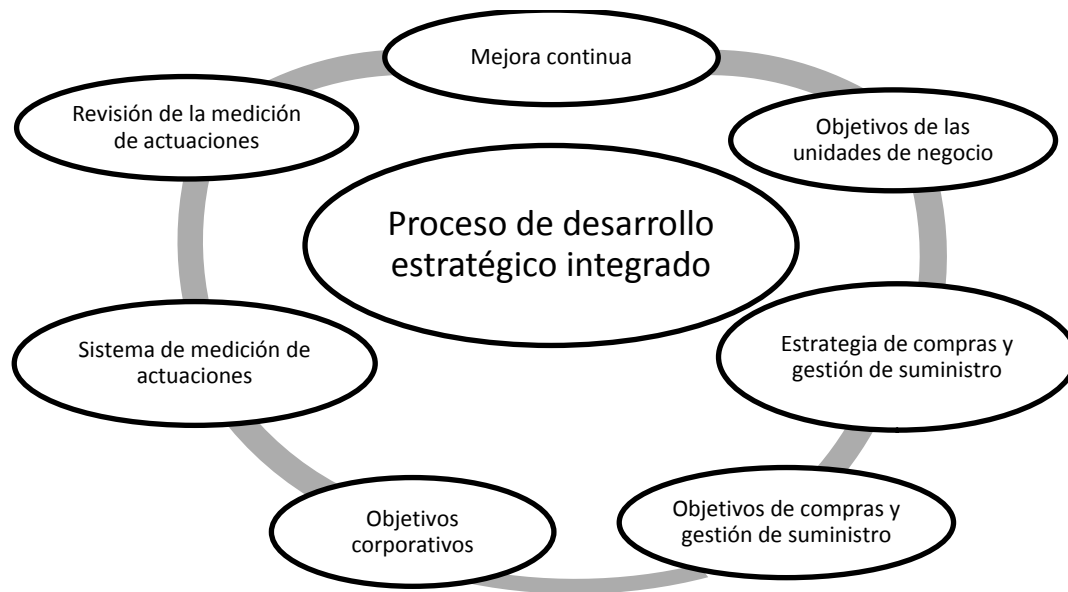 Mejora continua
Objetivos de las
unidades de negocio
Estrategia de compras y
gestión de suministro
Objetivos de compras y
gestión de suministro
Objetivos
corporativos
Sistema de medición de
actuaciones
Revisión de la medición
de actuaciones
Proceso de desarrollo
estratégico integrado